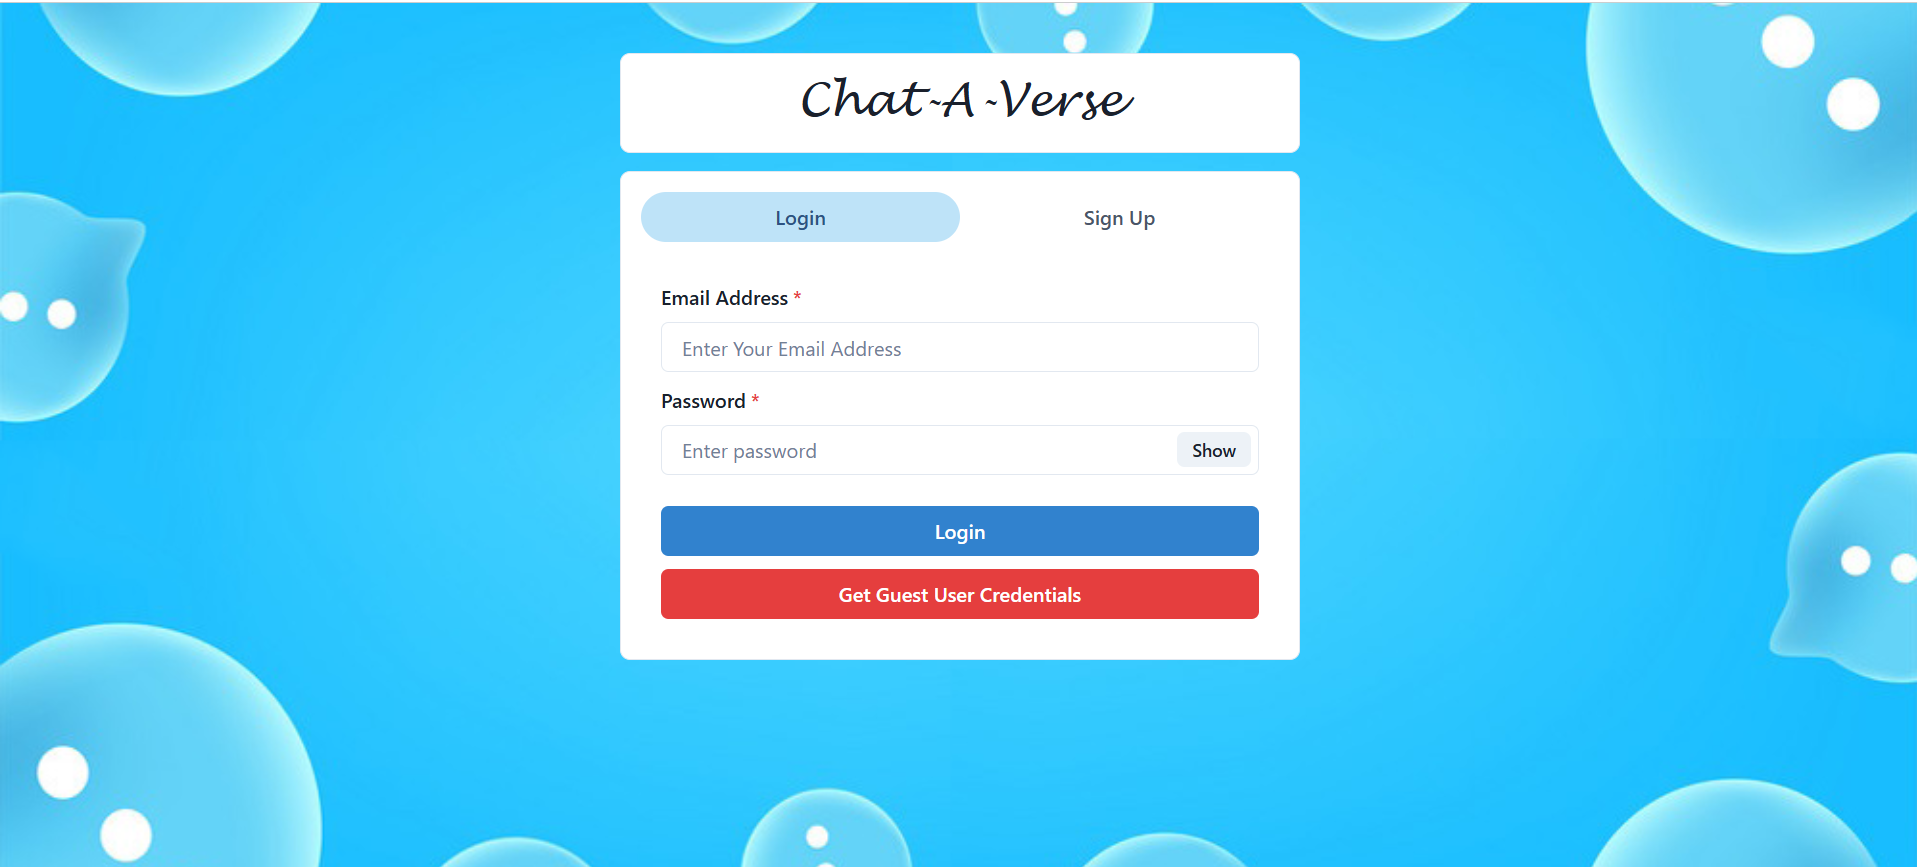 Chat-A-Verse
Login
Sign Up
Email Address *
Enter Your Email Address
Password *
Enter password
Show
Login
Get Guest User Credentials